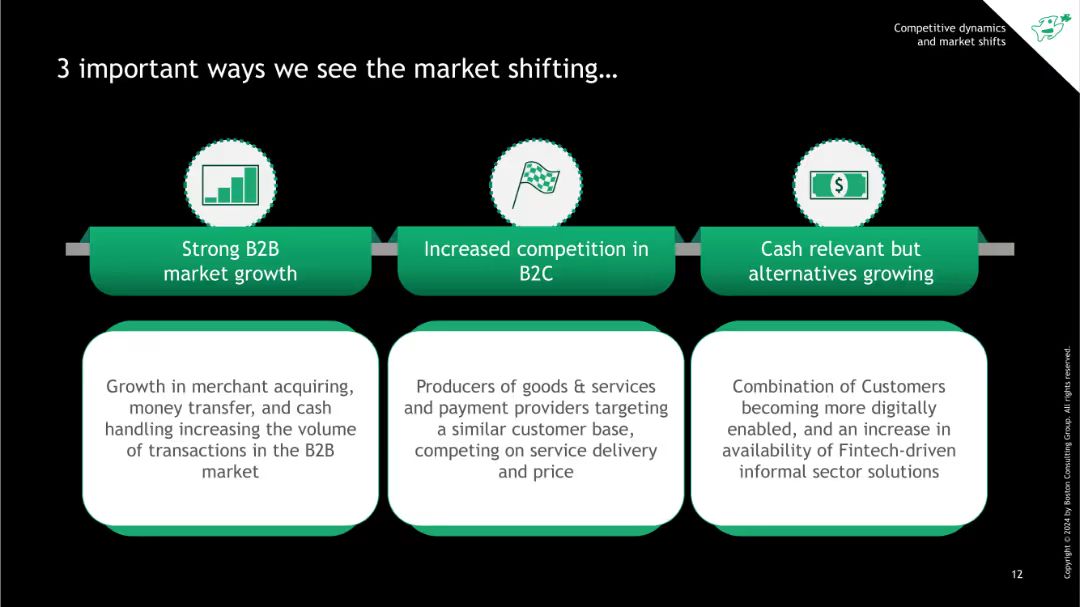 Competitive dynamics
and market shifts
3 important ways we see the market shifting…
$
Strong B2B
market growth
Increased competition in
B2C
Cash relevant but
alternatives growing
Growth in merchant acquiring,
money transfer, and cash
handling increasing the volume
of transactions in the B2B
market
Producers of goods & services
and payment providers targeting
a similar customer base,
competing on service delivery
and price
Combination of Customers
becoming more digitally
enabled, and an increase in
availability of Fintech-driven
informal sector solutions
12
Copyright © 2024 by Boston Consulting Group. All rights reserved.